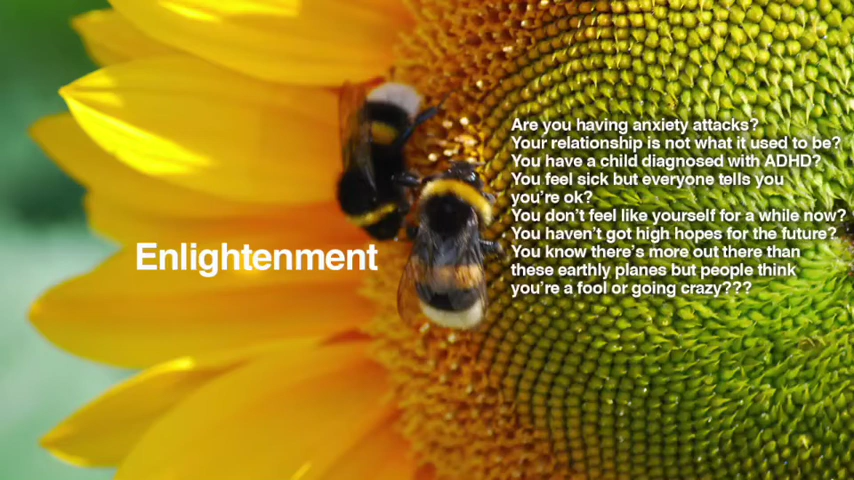 Enlightenment
Are you having anxiety attacks?
Your relationship is not what it used to be?
You have a child diagnosed with ADHD?
You feel sick but everyone tells you
you're ok?
You don't feel like yourself for a while now?
You haven't got high hopes for the future?
You know there's more out there than
these earthly planes but people think
you're a fool or going crazy???